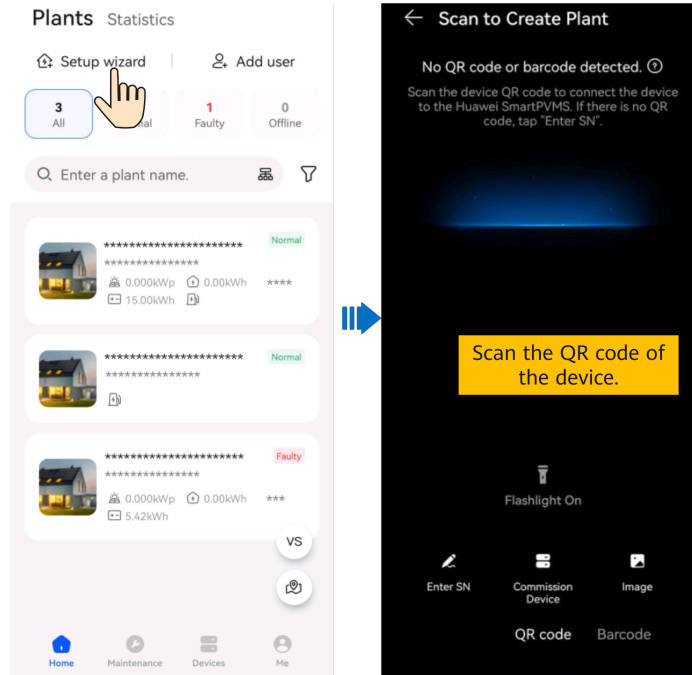 Plants Statistics
Setup wizard Add user
3 1 0
All Faulty Offline
Enter a plant name.
********************** Normal
***************
0.000kWp 0.00kWh ****
15.00kWh
********************** Normal
***************
********************** Faulty
***************
0.000kWp 0.00kWh ***
5.42kWh
VS
Home Maintenance Devices Me
Scan to Create Plant
No QR code or barcode detected.
Scan the device QR code to connect the device
to the Huawei SmartPVMS. If there is no QR
code, tap "Enter SN".
Scan the QR code of
the device.
Flashlight On
Enter SN Commission Image
Device
QR code Barcode